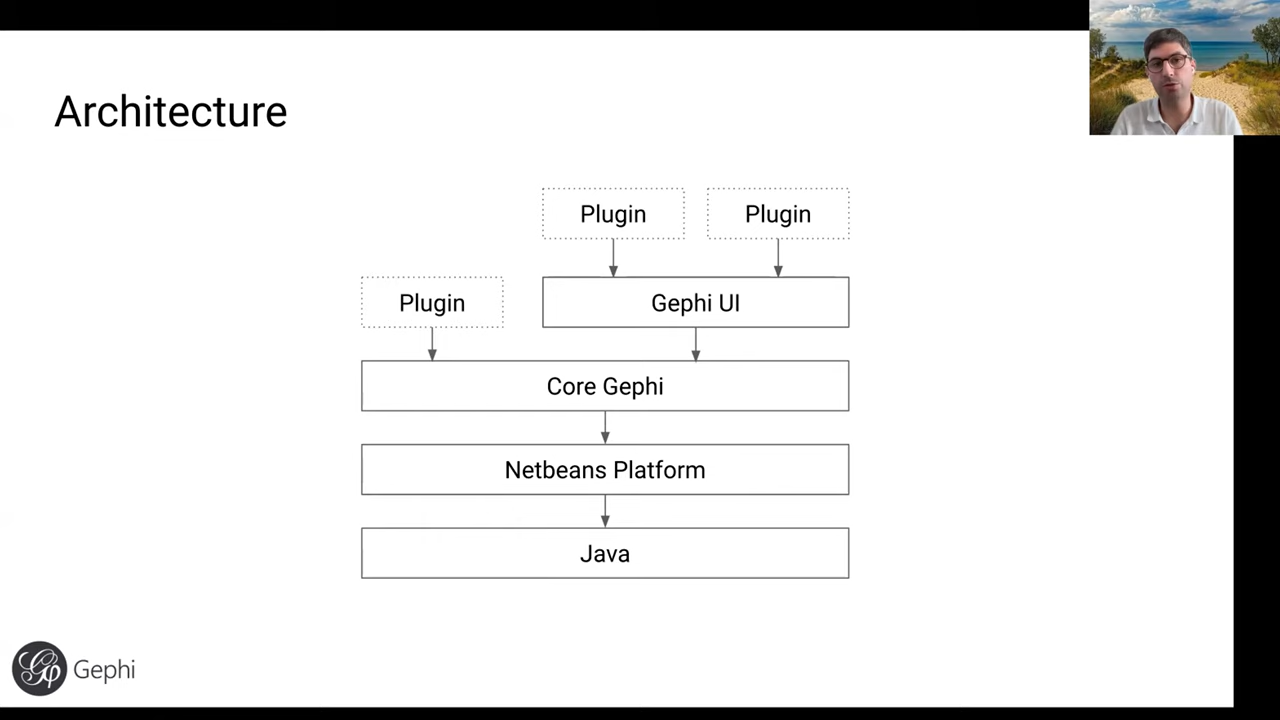 Architecture
Plugin Plugin
Plugin Gephi UI
Core Gephi
Netbeans Platform
Java
Gephi